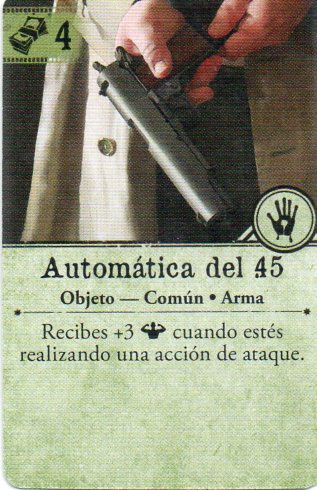 4
Automática del 45
Objeto — Común • Arma
Recibes +3 cuando estés
realizando una acción de ataque.